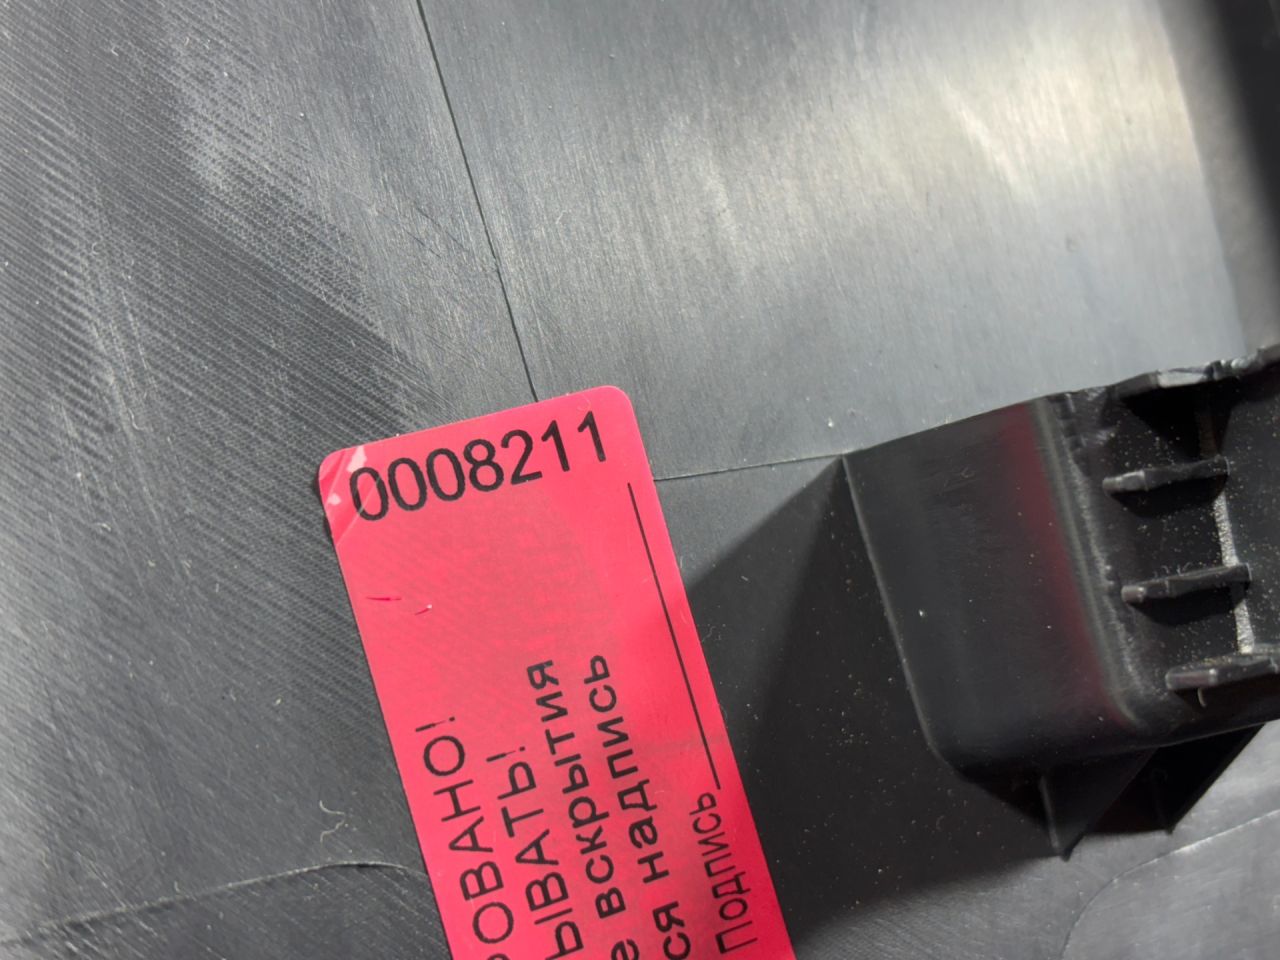 0008211
РОВАНО!
ЫВАТЬ!
е вскрытия
ся надпись
Подпись